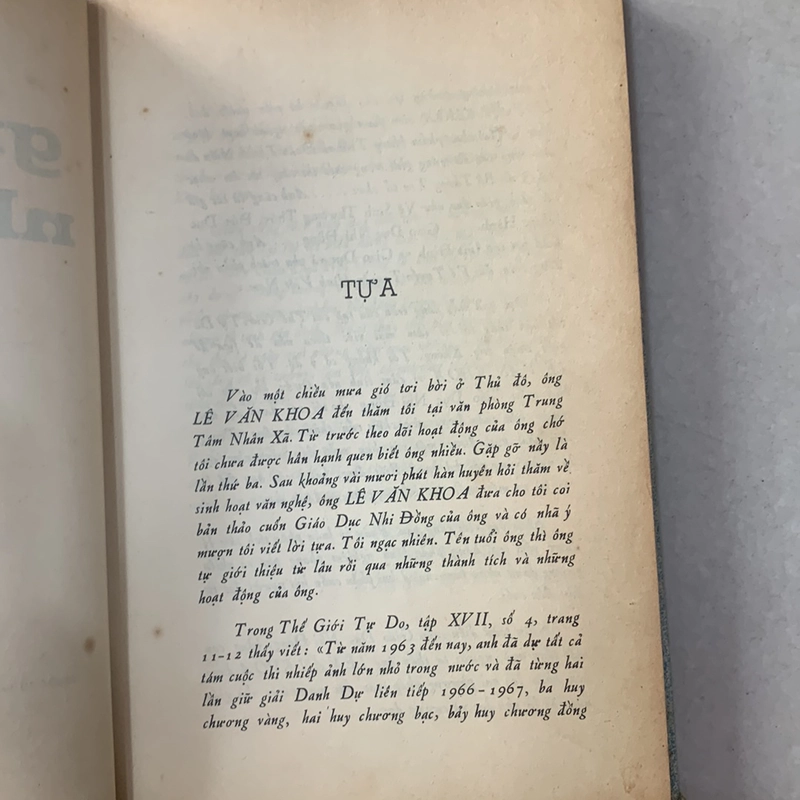 TỰA
Vào một chiều mưa gió tơi bời ở Thủ đô, ông
LÊ VĂN KHOA đến thăm tôi tại văn phòng Trung
Tâm Nhân Xã. Từ trước theo dõi hoạt động của ông chớ
tôi chưa được hân hạnh quen biết ông nhiều. Gặp gỡ nầy là
lần thứ ba. Sau khoảng vài mươi phút hàn huyên hỏi thăm về
sinh hoạt văn nghệ, ông LÊ VĂN KHOA đưa cho tôi coi
bản thảo cuốn Giáo Dục Nhi Đồng của ông và có nhã ý
mượn tôi viết lời tựa. Tôi ngạc nhiên. Tên tuổi ông thì ông
tự giới thiệu từ lâu rồi qua những thành tích và những
hoạt động của ông.
Trong Thế Giới Tự Do, tập XVII, số 4, trang
11-12 thấy viết : «Từ năm 1963 đến nay, anh đã dự tất cả
tám cuộc thi nhiếp ảnh lớn nhỏ trong nước và đã từng hai
lần giữ giải Danh Dự liên tiếp 1966-1967, ba huy
chương vàng, hai huy chương bạc, bảy huy chương đồng